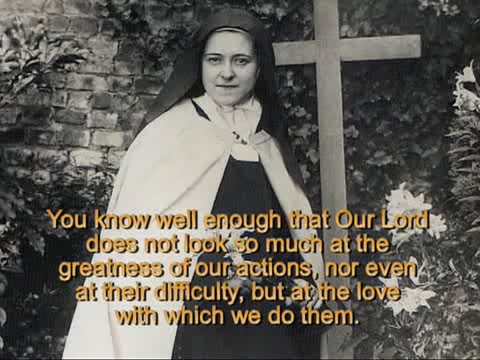 You know well enough that Our Lord
does not look so much at the
greatness of our actions, nor even
at their difficulty, but at the love
with which we do them.